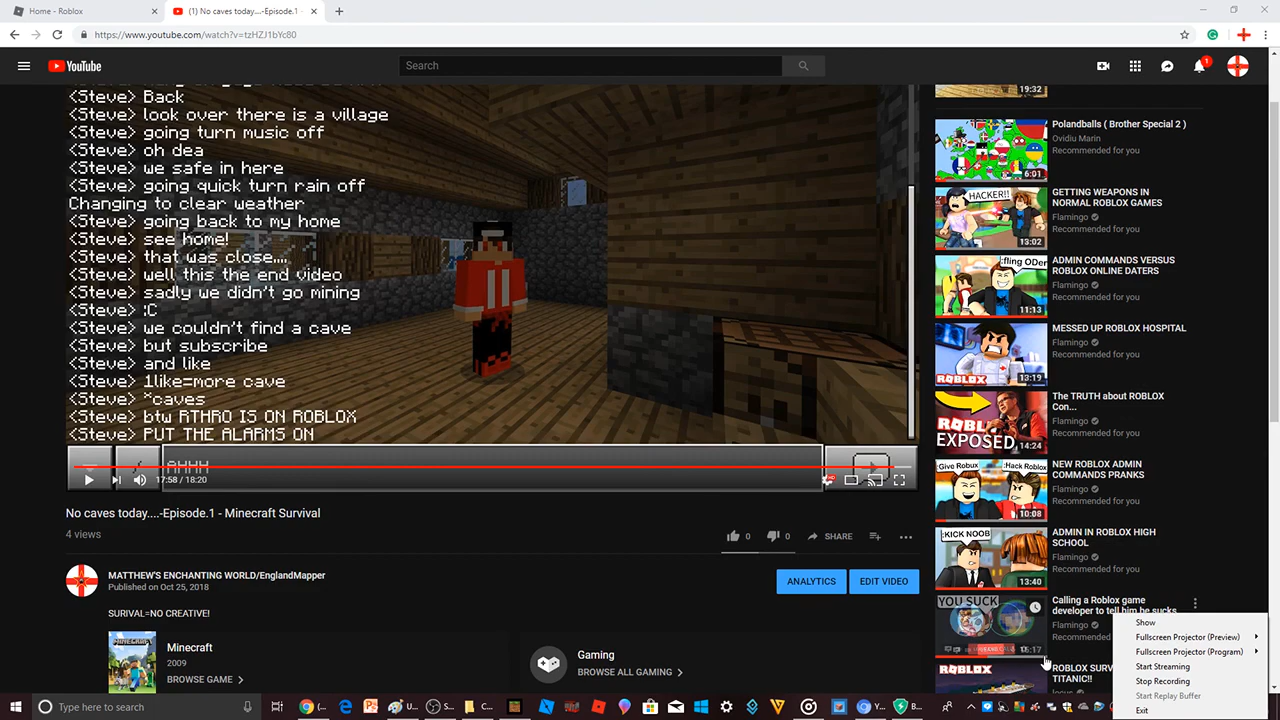 Home - Roblox
(1) No caves today....-Episode.1 -
https://www.youtube.com/watch?v=tzHZJ1bYc80
YouTube
Search
1
<Steve> Back
<Steve> look over there is a village
<Steve> going turn music off
<Steve> oh dea
<Steve> we safe in here
<Steve> going quick turn rain off
Changing to clear weather
<Steve> going back to my home
<Steve> see home!
<Steve> that was close....
<Steve> well this the end video
<Steve> sadly we didn't go mining
<Steve> :C
<Steve> we couldn't find a cave
<Steve> but subscribe
<Steve> and like
<Steve> 1like=more cave
<Steve> *caves
<Steve> btw RTHRO IS ON ROBLOX
<Steve> PUT THE ALARMS ON
AHHH
17:58 / 18:20
No caves today....-Episode.1 - Minecraft Survival
4 views
0
0
SHARE
MATTHEW'S ENCHANTING WORLD/EnglandMapper
Published on Oct 25, 2018
ANALYTICS
EDIT VIDEO
SURIVAL=NO CREATIVE!
Minecraft
2009
BROWSE GAME
Gaming
BROWSE ALL GAMING
19:32
Polandballs ( Brother Special 2 )
Ovidiu Marin
Recommended for you
6:01
HACKER!!
13:02
GETTING WEAPONS IN
NORMAL ROBLOX GAMES
Flamingo
Recommended for you
:fling ODer
11:13
ADMIN COMMANDS VERSUS
ROBLOX ONLINE DATERS
Flamingo
Recommended for you
ROBLOX
13:19
MESSED UP ROBLOX HOSPITAL
Flamingo
Recommended for you
EXPOSED
14:24
The TRUTH about ROBLOX
Con...
Flamingo
Recommended for you
:Give Robux
:Hack Roblox
10:08
NEW ROBLOX ADMIN
COMMANDS PRANKS
Flamingo
Recommended for you
:KICK NOOB
13:40
ADMIN IN ROBLOX HIGH
SCHOOL
Flamingo
Recommended for you
YOU SUCK
15:17
Calling a Roblox game
developer to tell him he sucks
Flamingo
Recommended
ROBLOX
ROBLOX SURV
TITANIC!!
Show
Fullscreen Projector (Preview)
Fullscreen Projector (Program)
Start Streaming
Stop Recording
Start Replay Buffer
Exit
Type here to search